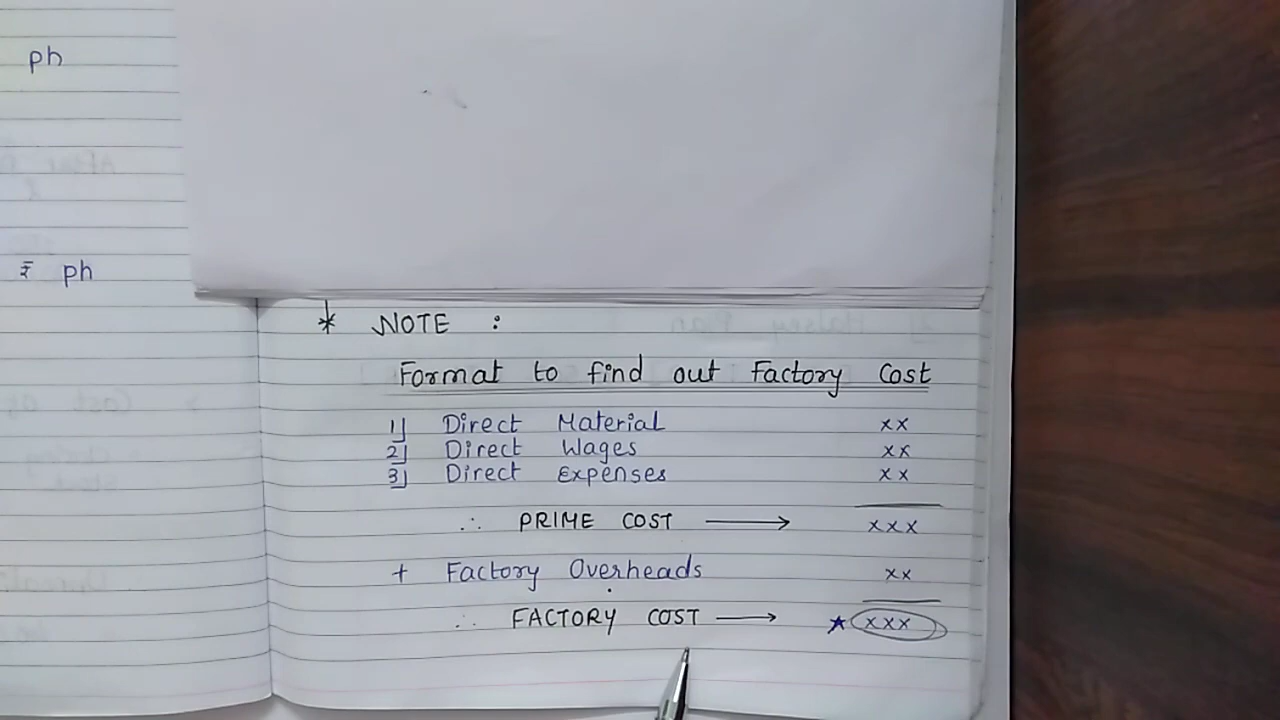 ph
₹ ph
* NOTE :
Format to find out Factory Cost
1] Direct Material xx
2] Direct Wages xx
3] Direct Expenses xx
∴ PRIME COST → xxx
+ Factory Overheads xx
∴ FACTORY COST → ★ xxx